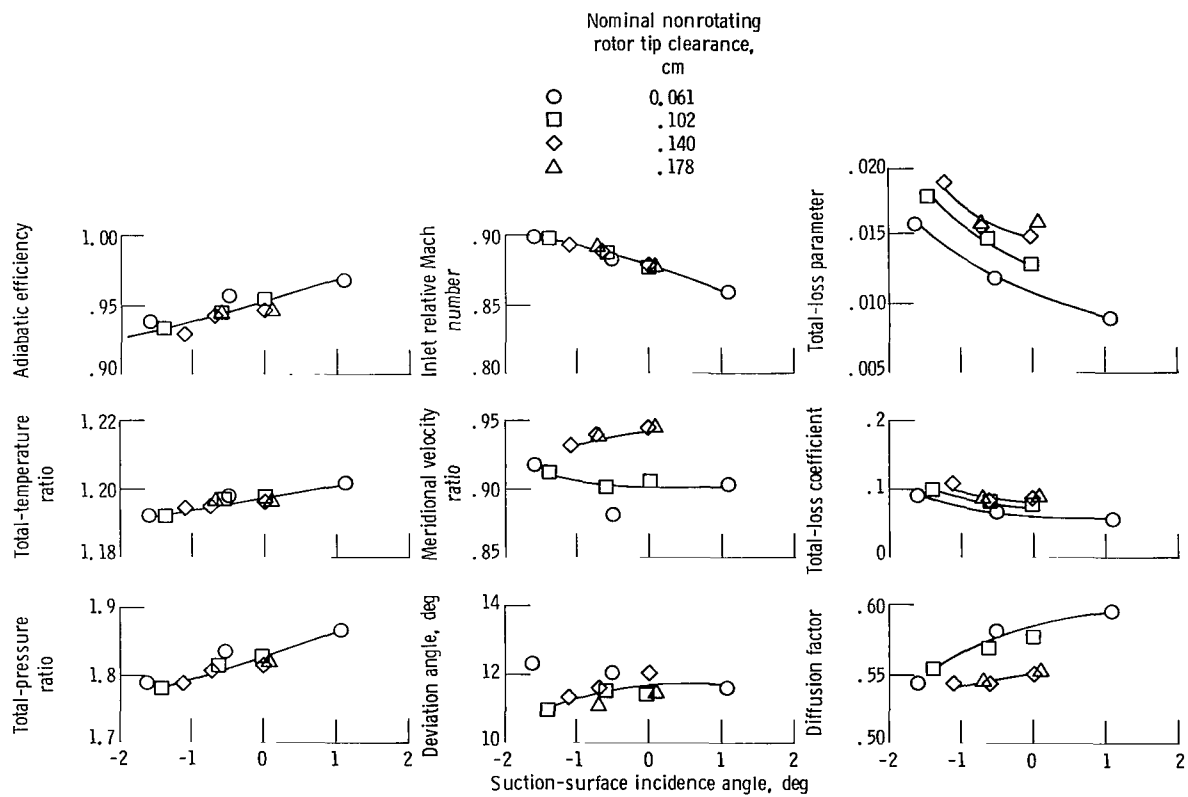 Nominal nonrotating
rotor tip clearance,
cm
0.061
.102
.140
.178
Adiabatic efficiency
1.00
.95
.90
Inlet relative Mach
number
.90
.85
.80
Total-loss parameter
.020
.015
.010
.005
Total-temperature
ratio
1.22
1.20
1.18
Meridional velocity
ratio
.95
.90
.85
Total-loss coefficient
.2
.1
0
Total-pressure
ratio
1.9
1.8
1.7
-2 -1 0 1 2
Deviation angle, deg
14
12
10
-2 -1 0 1 2
Diffusion factor
.60
.55
.50
-2 -1 0 1 2
Suction-surface incidence angle, deg